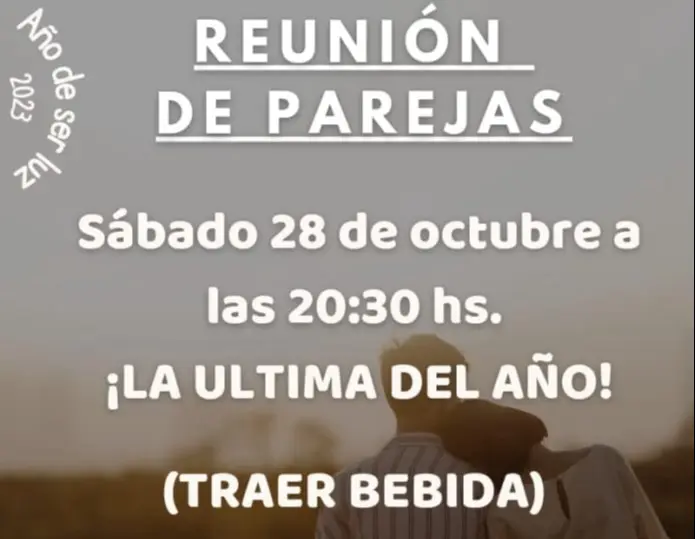 Año de ser luz
2023
REUNIÓN
DE PAREJAS
Sábado 28 de octubre a
las 20:30 hs.
¡LA ULTIMA DEL AÑO!
(TRAER BEBIDA)